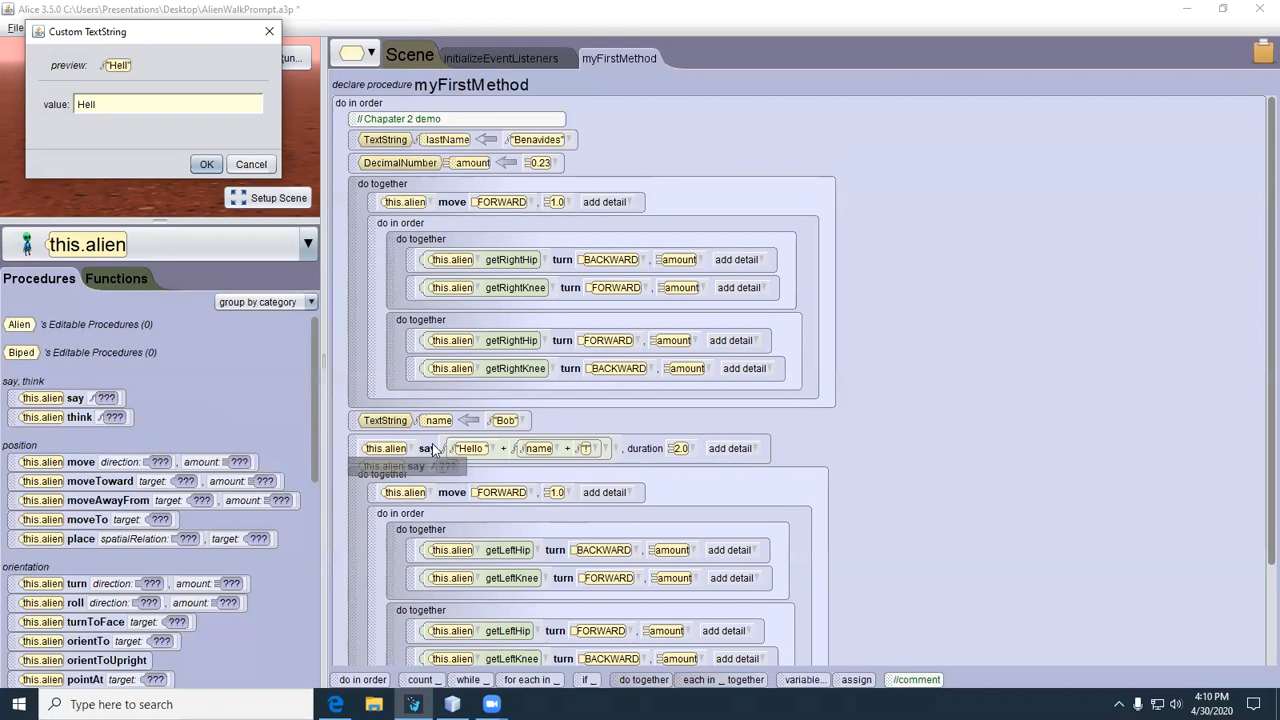 Alice 3.5.0 C:\Users\Presentations\Desktop\AlienWalkPrompt.a3p *
File
Custom TextString
preview: "Hell"
value: Hell
OK Cancel
un...
Setup Scene
this.alien
Procedures Functions
group by category
Alien 's Editable Procedures (0)
Biped 's Editable Procedures (0)
say, think
this.alien say ???
this.alien think ???
position
this.alien move direction: ??? , amount: ???
this.alien moveToward target: ??? , amount: ???
this.alien moveAwayFrom target: ??? , amount: ???
this.alien moveTo target: ???
this.alien place spatialRelation: ??? , target: ???
orientation
this.alien turn direction: ??? , amount: ???
this.alien roll direction: ??? , amount: ???
this.alien turnToFace target: ???
this.alien orientTo target: ???
this.alien orientToUpright
this.alien pointAt target: ???
Scene initializeEventListeners myFirstMethod
declare procedure myFirstMethod
do in order
// Chapater 2 demo
TextString lastName "Benavides"
DecimalNumber amount 0.23
do together
this.alien move FORWARD , 1.0 add detail
do in order
do together
this.alien getRightHip turn BACKWARD , amount add detail
this.alien getRightKnee turn FORWARD , amount add detail
do together
this.alien getRightHip turn FORWARD , amount add detail
this.alien getRightKnee turn BACKWARD , amount add detail
TextString name "Bob"
this.alien say "Hello " + name + "!" , duration 2.0 add detail
this.alien say ???
do together
this.alien move FORWARD , 1.0 add detail
do in order
do together
this.alien getLeftHip turn BACKWARD , amount add detail
this.alien getLeftKnee turn FORWARD , amount add detail
do together
this.alien getLeftHip turn FORWARD , amount add detail
this.alien getLeftKnee turn BACKWARD , amount add detail
do in order count _ while _ for each in _ if _ do together each in _ together variable... assign //comment
Type here to search
4:10 PM
4/30/2020